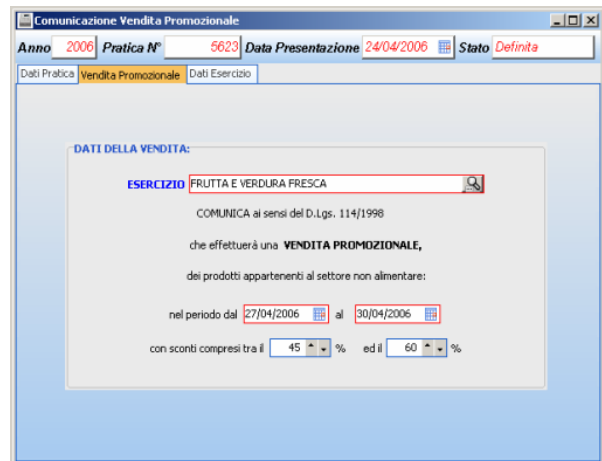 Comunicazione Vendita Promozionale
Anno 2006 Pratica N° 5623 Data Presentazione 24/04/2006 Stato Definita
Dati Pratica Vendita Promozionale Dati Esercizio
DATI DELLA VENDITA:
ESERCIZIO FRUTTA E VERDURA FRESCA
COMUNICA ai sensi del D.Lgs. 114/1998
che effettuerà una VENDITA PROMOZIONALE,
dei prodotti appartenenti al settore non alimentare:
nel periodo dal 27/04/2006 al 30/04/2006
con sconti compresi tra il 45 % ed il 60 %